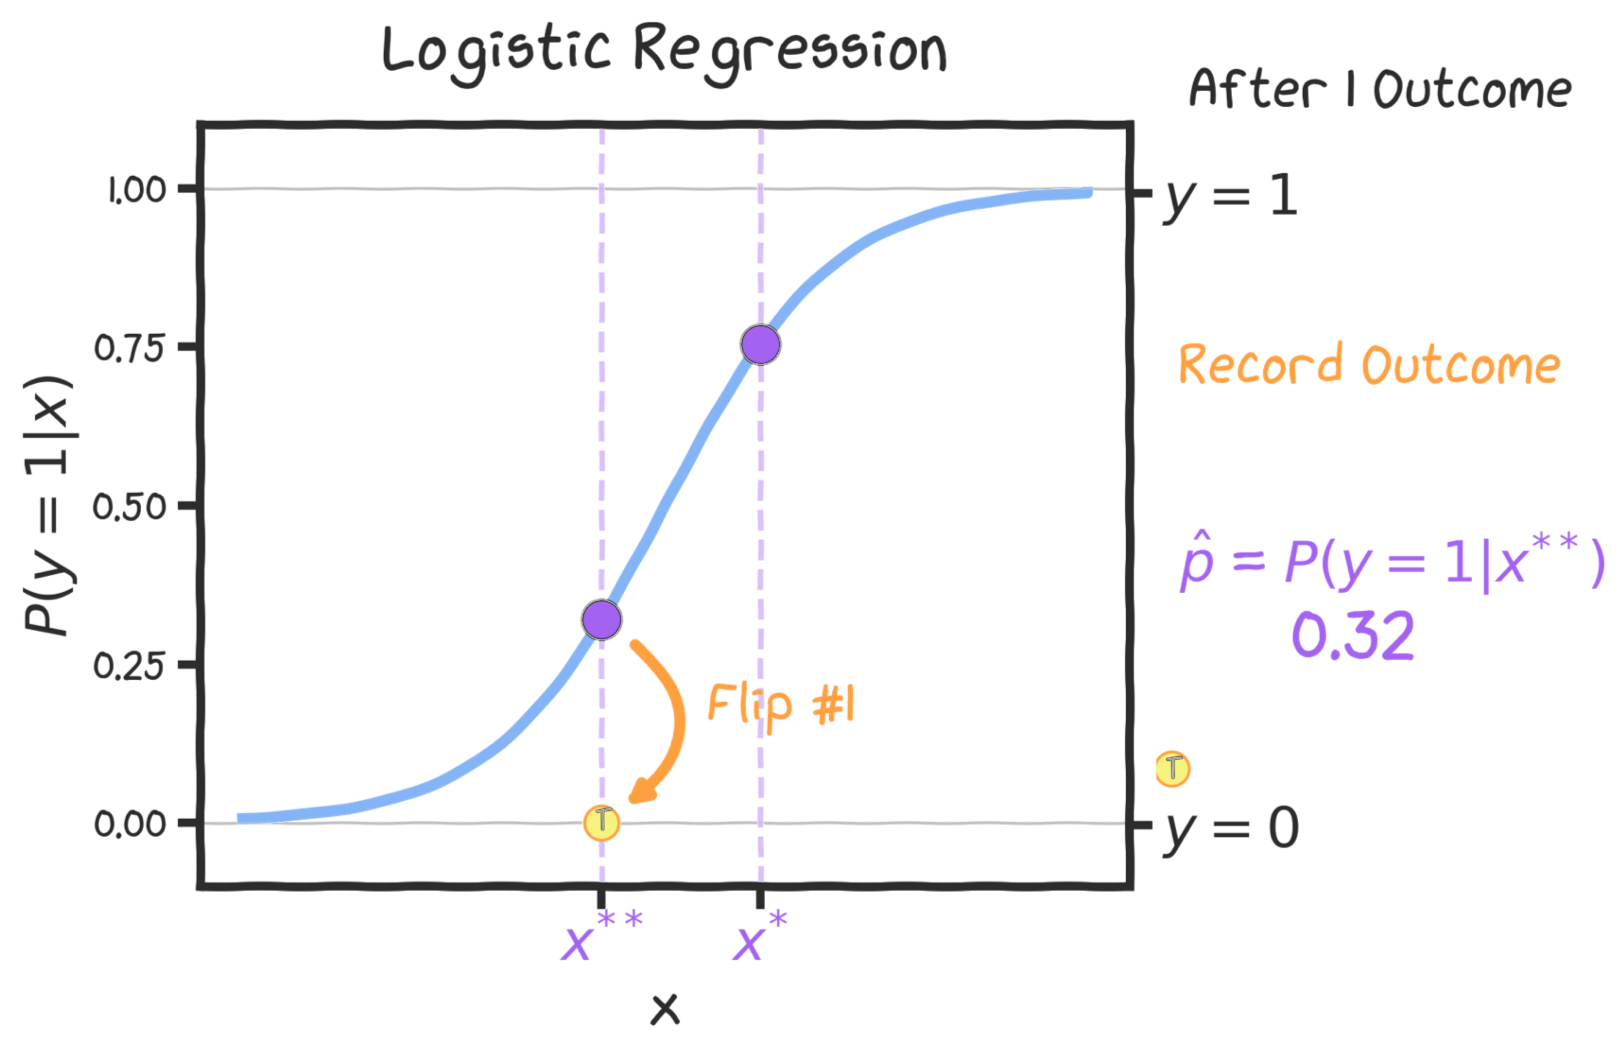 Logistic Regression
After 1 Outcome
1.00
y = 1
0.75
Record Outcome
P(y = 1|x)
0.50
p̂ = P(y = 1|x**)
0.32
0.25
Flip #1
T
0.00
T
y = 0
x**
x*
x